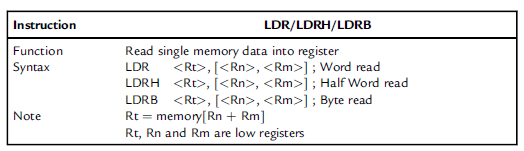 Instruction LDR/LDRH/LDRB
Function Read single memory data into register
Syntax LDR <Rt>, [<Rn>, <Rm>] ; Word read
LDRH <Rt>, [<Rn>, <Rm>] ; Half Word read
LDRB <Rt>, [<Rn>, <Rm>] ; Byte read
Note Rt = memory[Rn + Rm]
Rt, Rn and Rm are low registers